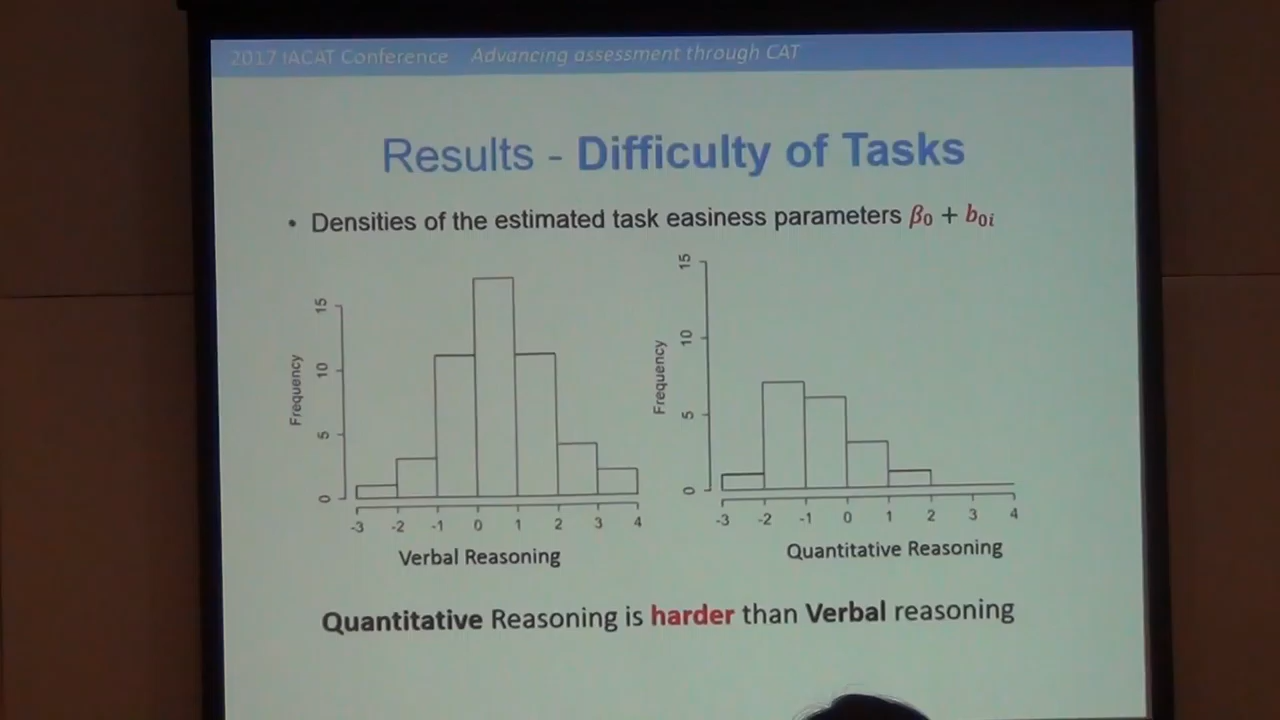 2017 IACAT Conference Advancing assessment through CAT
Results - Difficulty of Tasks
• Densities of the estimated task easiness parameters β₀ + b₀ᵢ
15
10
5
0
Frequency
-3 -2 -1 0 1 2 3 4
Verbal Reasoning
15
10
5
0
Frequency
-3 -2 -1 0 1 2 3 4
Quantitative Reasoning
Quantitative Reasoning is harder than Verbal reasoning